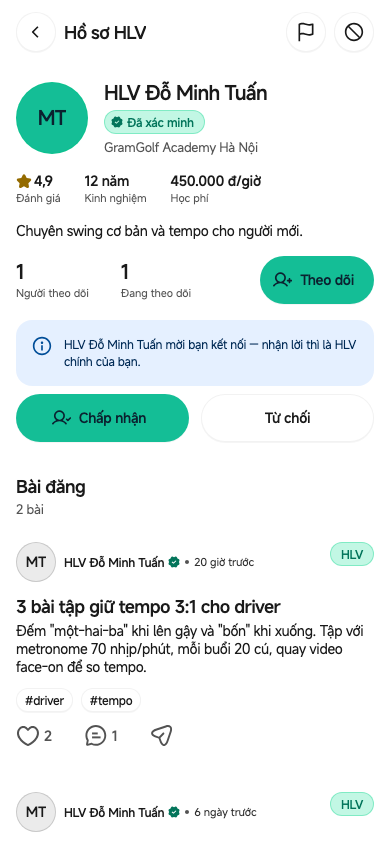 Hồ sơ HLV
MT
HLV Đỗ Minh Tuấn
Đã xác minh
GramGolf Academy Hà Nội
4,9
Đánh giá
12 năm
Kinh nghiệm
450.000 đ/giờ
Học phí
Chuyên swing cơ bản và tempo cho người mới.
1
Người theo dõi
1
Đang theo dõi
Theo dõi
HLV Đỗ Minh Tuấn mời bạn kết nối — nhận lời thì là HLV
chính của bạn.
Chấp nhận
Từ chối
Bài đăng
2 bài
MT
HLV Đỗ Minh Tuấn • 20 giờ trước
HLV
3 bài tập giữ tempo 3:1 cho driver
Đếm "một-hai-ba" khi lên gậy và "bốn" khi xuống. Tập với
metronome 70 nhịp/phút, mỗi buổi 20 cú, quay video
face-on để so tempo.
#driver
#tempo
2
1
MT
HLV Đỗ Minh Tuấn • 6 ngày trước
HLV